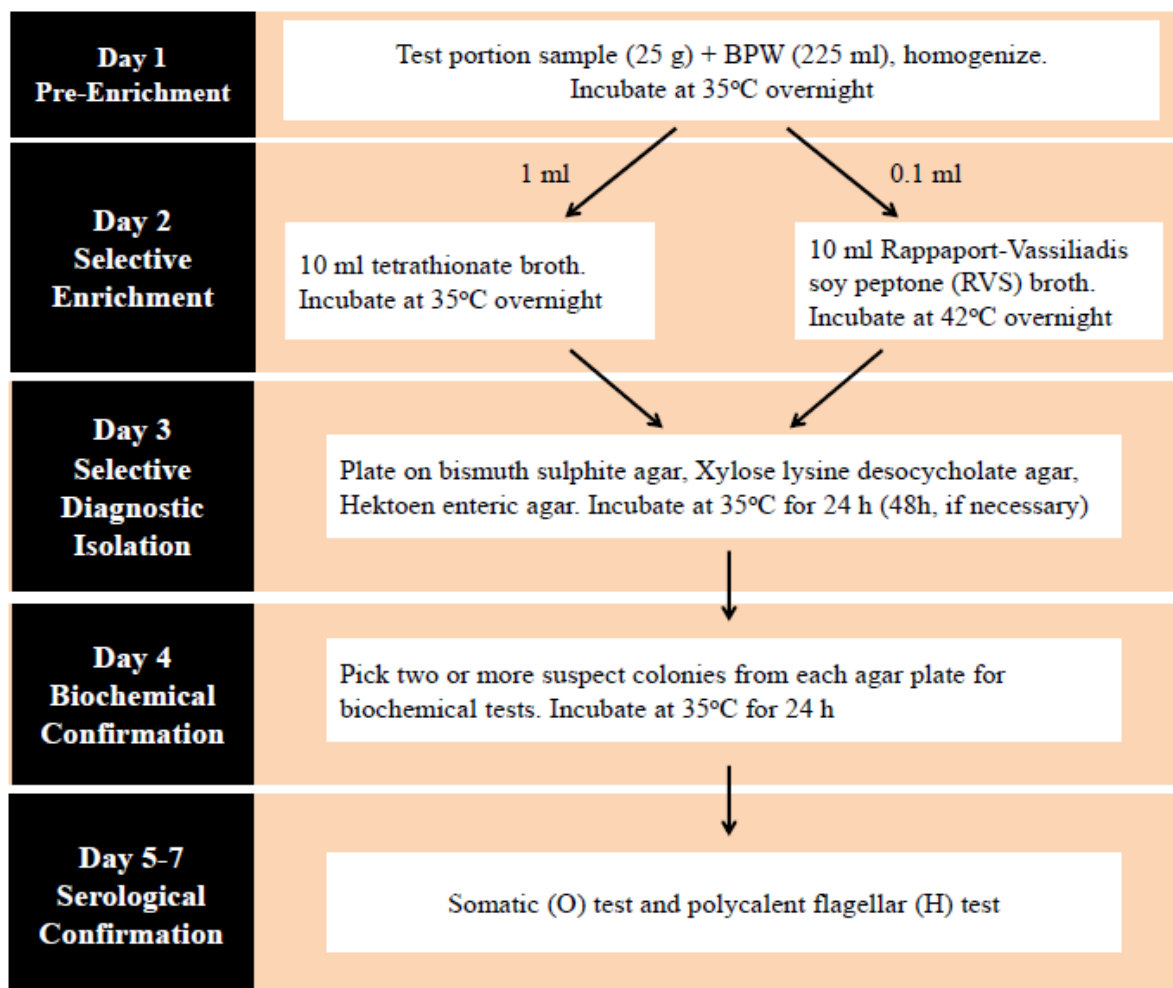 Day 1
Pre-Enrichment
Test portion sample (25 g) + BPW (225 ml), homogenize.
Incubate at 35°C overnight
1 ml
0.1 ml
Day 2
Selective
Enrichment
10 ml tetrathionate broth.
Incubate at 35°C overnight
10 ml Rappaport-Vassiliadis
soy peptone (RVS) broth.
Incubate at 42°C overnight
Day 3
Selective
Diagnostic
Isolation
Plate on bismuth sulphite agar, Xylose lysine desocycholate agar,
Hektoen enteric agar. Incubate at 35°C for 24 h (48h, if necessary)
Day 4
Biochemical
Confirmation
Pick two or more suspect colonies from each agar plate for
biochemical tests. Incubate at 35°C for 24 h
Day 5-7
Serological
Confirmation
Somatic (O) test and polycalent flagellar (H) test